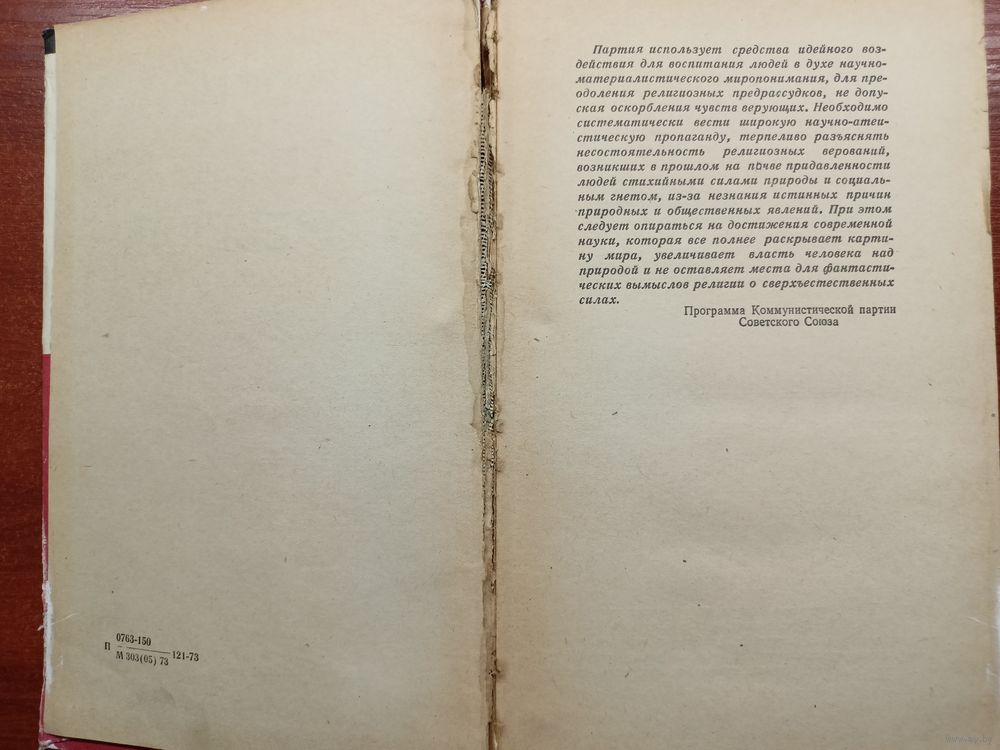 П 0763-150
М 303(05) 73 121-73
Партия использует средства идейного воз-
действия для воспитания людей в духе научно-
материалистического миропонимания, для пре-
одоления религиозных предрассудков, не допу-
ская оскорбления чувств верующих. Необходимо
систематически вести широкую научно-атеи-
стическую пропаганду, терпеливо разъяснять
несостоятельность религиозных верований,
возникших в прошлом на почве придавленности
людей стихийными силами природы и социаль-
ным гнетом, из-за незнания истинных причин
природных и общественных явлений. При этом
следует опираться на достижения современной
науки, которая все полнее раскрывает карти-
ну мира, увеличивает власть человека над
природой и не оставляет места для фантасти-
ческих вымыслов религии о сверхъестественных
силах.
Программа Коммунистической партии
Советского Союза